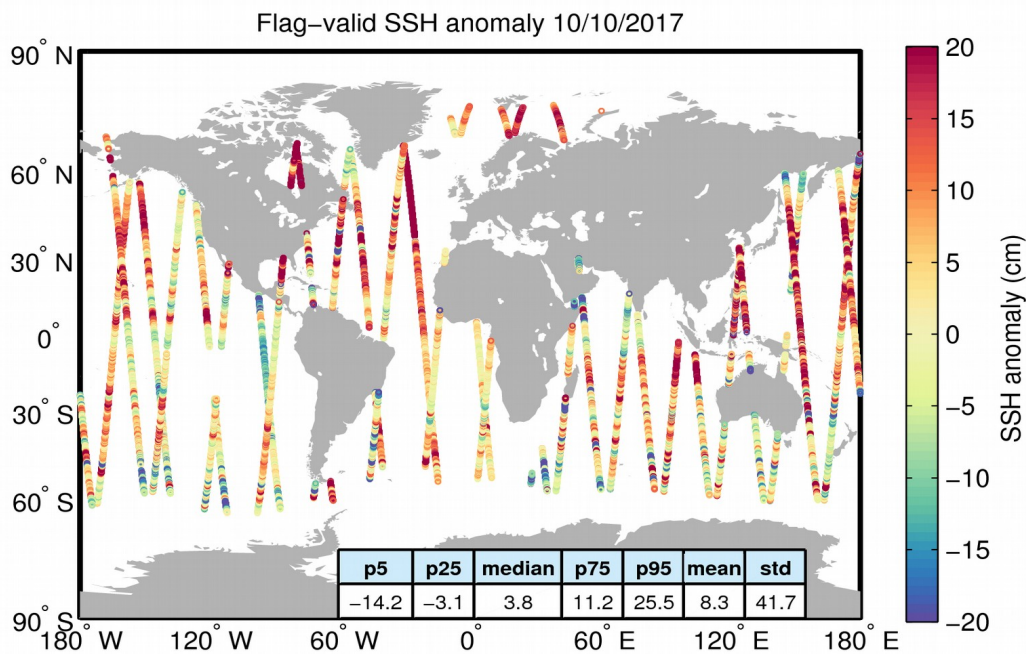 Flag−valid SSH anomaly 10/10/2017
90° N
60° N
30° N
0°
30° S
60° S
90° S
180° W
120° W
60° W
0°
60° E
120° E
180° E
p5 p25 median p75 p95 mean std
−14.2 −3.1 3.8 11.2 25.5 8.3 41.7
20
15
10
5
0
−5
−10
−15
−20
SSH anomaly (cm)